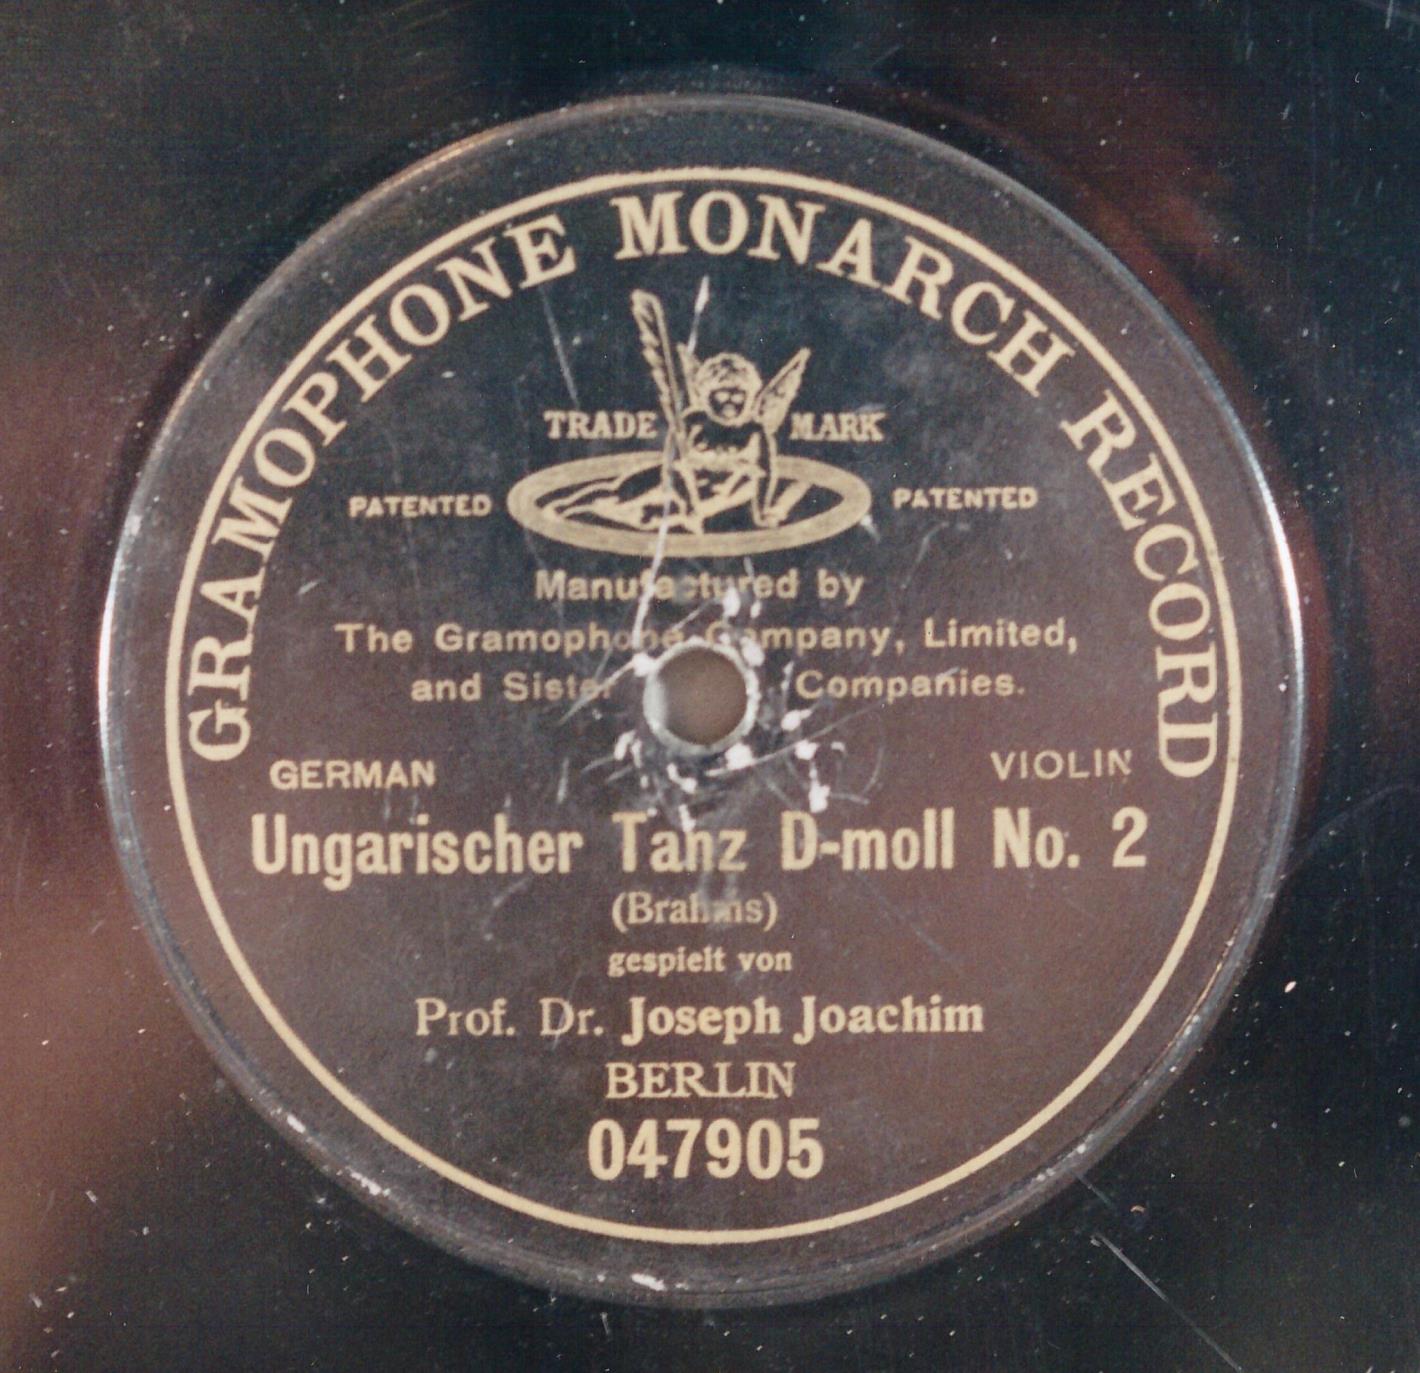 GRAMOPHONE MONARCH RECORD
TRADE MARK
PATENTED PATENTED
Manufactured by
The Gramophone Company, Limited,
and Sister Companies.
GERMAN VIOLIN
Ungarischer Tanz D-moll No. 2
(Brahms)
gespielt von
Prof. Dr. Joseph Joachim
BERLIN
047905